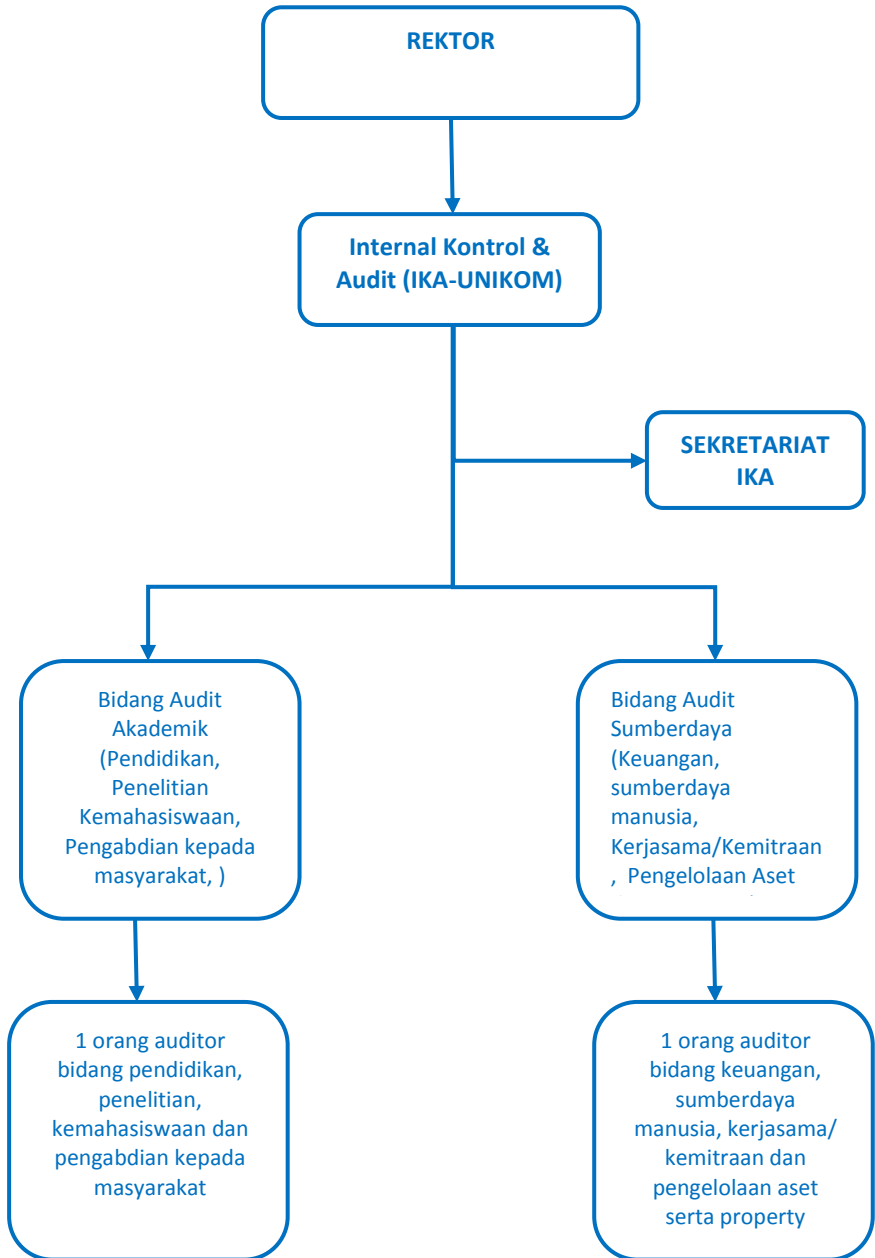 REKTOR
Internal Kontrol &
Audit (IKA-UNIKOM)
SEKRETARIAT
IKA
Bidang Audit
Akademik
(Pendidikan,
Penelitian
Kemahasiswaan,
Pengabdian kepada
masyarakat, )
Bidang Audit
Sumberdaya
(Keuangan,
sumberdaya
manusia,
Kerjasama/Kemitraan
, Pengelolaan Aset
1 orang auditor
bidang pendidikan,
penelitian,
kemahasiswaan dan
pengabdian kepada
masyarakat
1 orang auditor
bidang keuangan,
sumberdaya
manusia, kerjasama/
kemitraan dan
pengelolaan aset
serta property